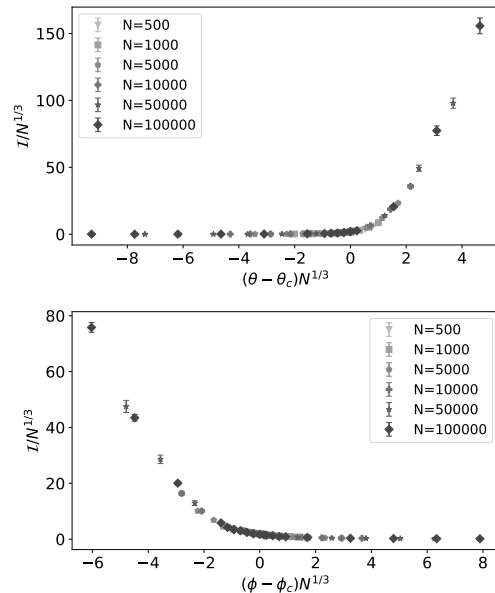 N=500
N=1000
N=5000
N=10000
N=50000
N=100000
150
100
50
0
ℐ/N^{1/3}
−8 −6 −4 −2 0 2 4
(θ − θ_c)N^{1/3}
80
60
40
20
0
ℐ/N^{1/3}
N=500
N=1000
N=5000
N=10000
N=50000
N=100000
−6 −4 −2 0 2 4 6 8
(ϕ − ϕ_c)N^{1/3}